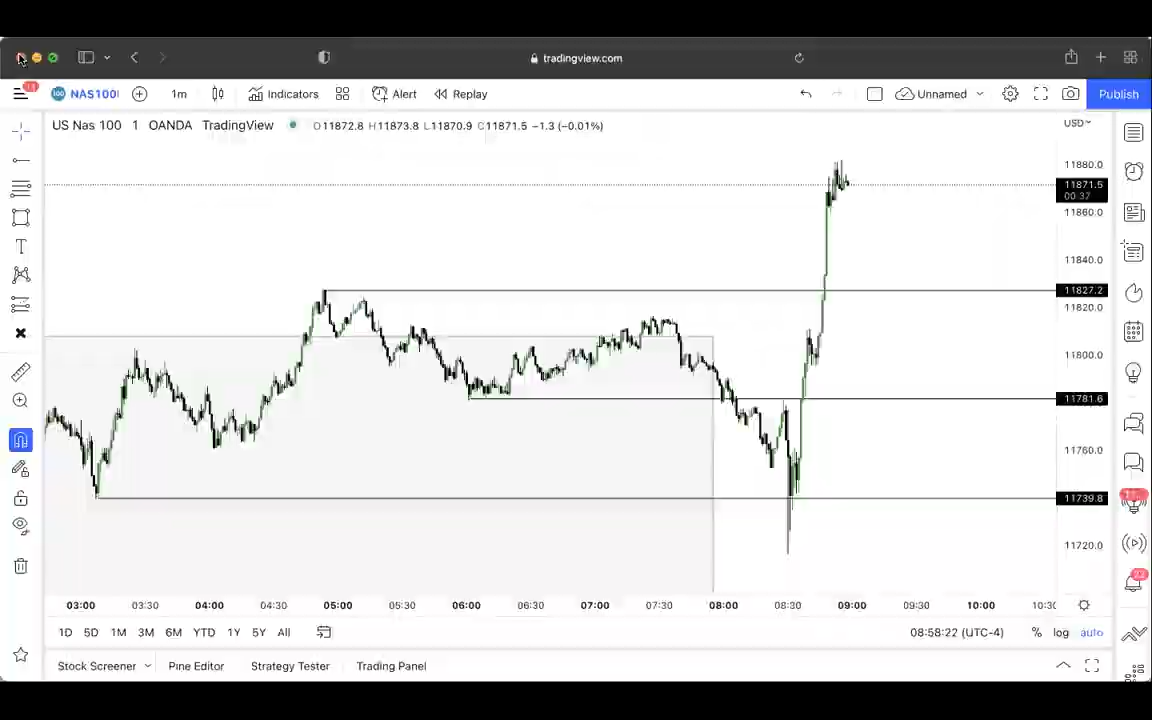 tradingview.com
NAS100
1m
Indicators
Alert
Replay
Unnamed
Publish
US Nas 100 1 OANDA TradingView O11872.8 H11873.8 L11870.9 C11871.5 −1.3 (−0.01%)
USD
11880.0
11871.5
00:37
11860.0
11840.0
11827.2
11820.0
11800.0
11781.6
11760.0
11739.8
11720.0
03:00 03:30 04:00 04:30 05:00 05:30 06:00 06:30 07:00 07:30 08:00 08:30 09:00 09:30 10:00 10:30
1D 5D 1M 3M 6M YTD 1Y 5Y All
08:58:22 (UTC-4) % log auto
Stock Screener Pine Editor Strategy Tester Trading Panel